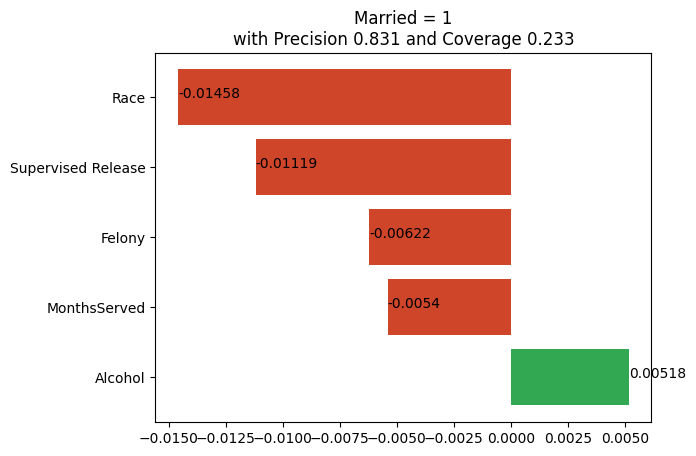 Married = 1
with Precision 0.831 and Coverage 0.233
Race
-0.01458
Supervised Release
-0.01119
Felony
-0.00622
MonthsServed
-0.0054
Alcohol
0.00518
−0.0150
−0.0125
−0.0100
−0.0075
−0.0050
−0.0025
0.0000
0.0025
0.0050